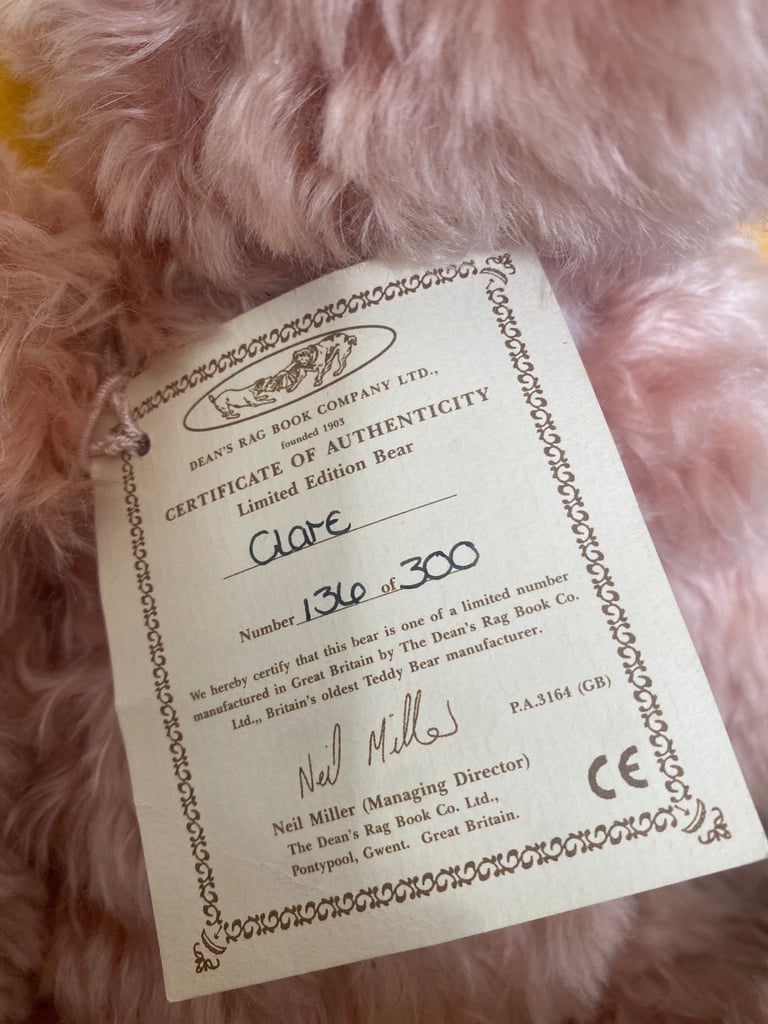 DEAN'S RAG BOOK COMPANY LTD.,
founded 1903
CERTIFICATE OF AUTHENTICITY
Limited Edition Bear
Clare
Number 136 of 300
We hereby certify that this bear is one of a limited number
manufactured in Great Britain by The Dean's Rag Book Co.
Ltd.,, Britain's oldest Teddy Bear manufacturer.
P.A.3164 (GB)
Neil Miller
Neil Miller (Managing Director)
The Dean's Rag Book Co. Ltd.,
Pontypool, Gwent. Great Britain.
CE